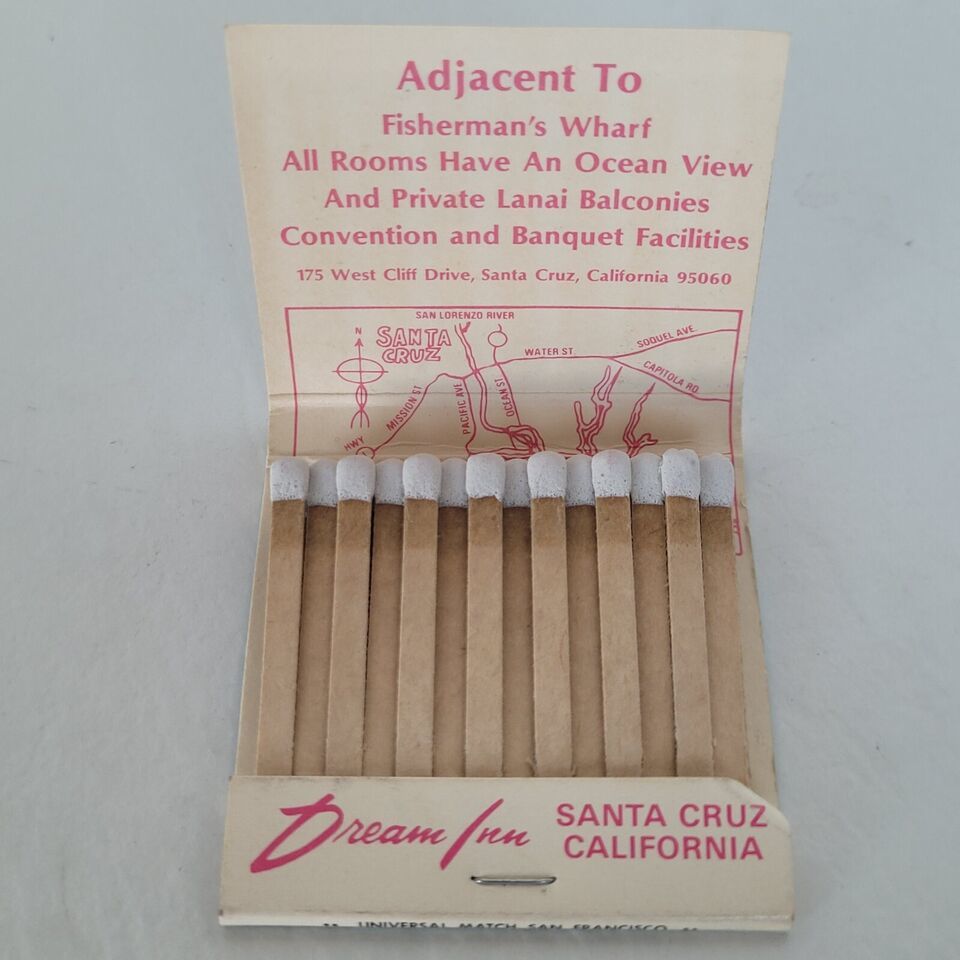 Adjacent To
Fisherman's Wharf
All Rooms Have An Ocean View
And Private Lanai Balconies
Convention and Banquet Facilities
175 West Cliff Drive, Santa Cruz, California 95060
SAN LORENZO RIVER
N
SANTA
CRUZ
WATER ST.
SOQUEL AVE.
CAPITOLA RD.
MISSION ST
PACIFIC AVE
OCEAN ST.
HWY
Dream Inn
SANTA CRUZ
CALIFORNIA
UNIVERSAL MATCH SAN FRANCISCO